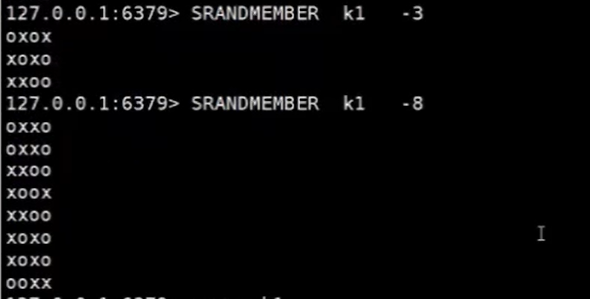 127.0.0.1:6379> SRANDMEMBER k1 -3
oxox
xoxo
xxoo
127.0.0.1:6379> SRANDMEMBER k1 -8
oxxo
oxxo
xxoo
xoox
xxoo
xoxo
xoxo
ooxx